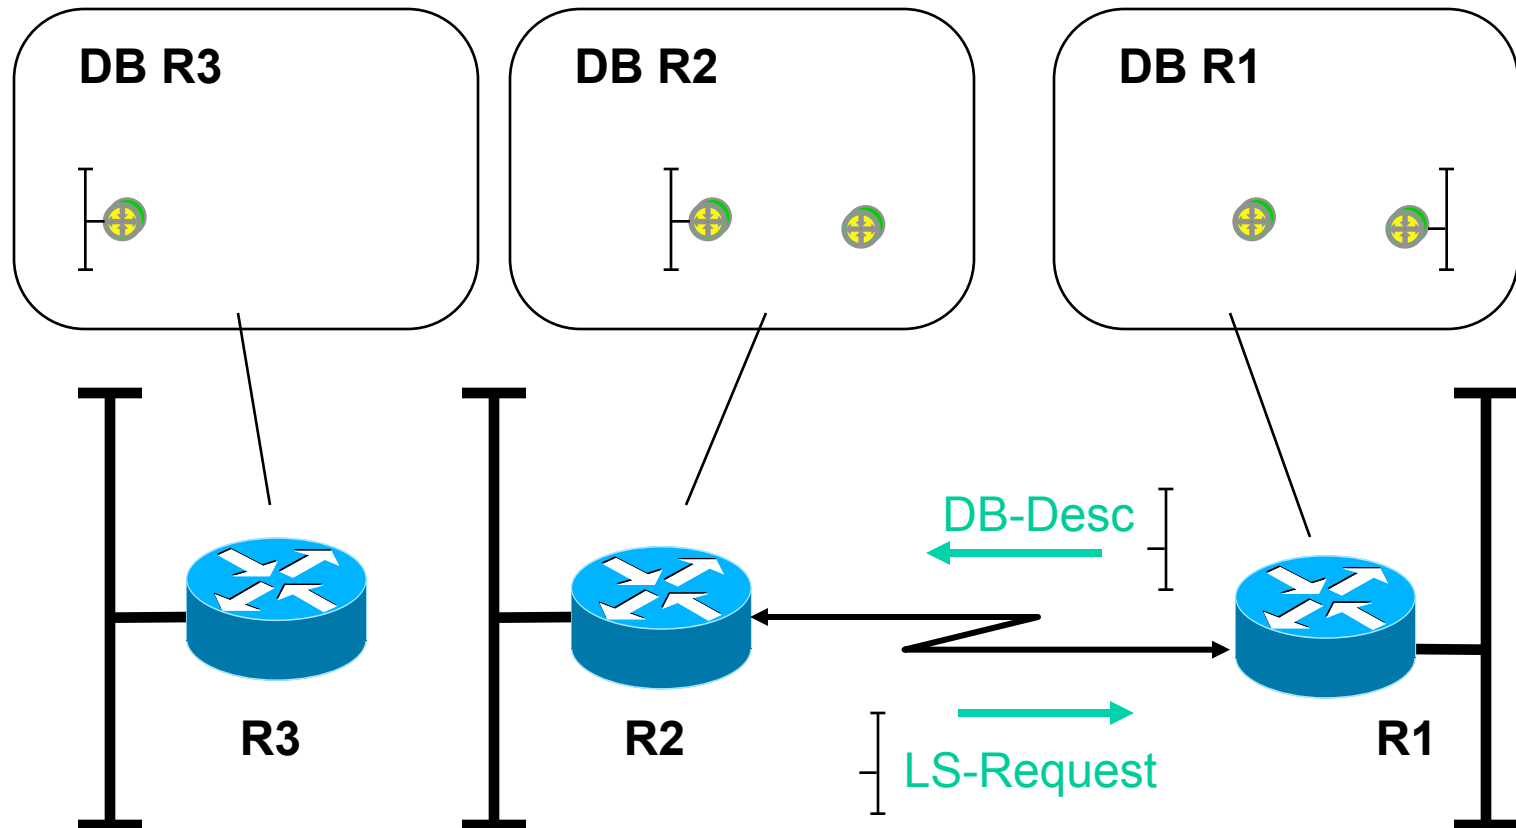 DB R3
DB R2
DB R1
DB-Desc
R3
R2
R1
LS-Request